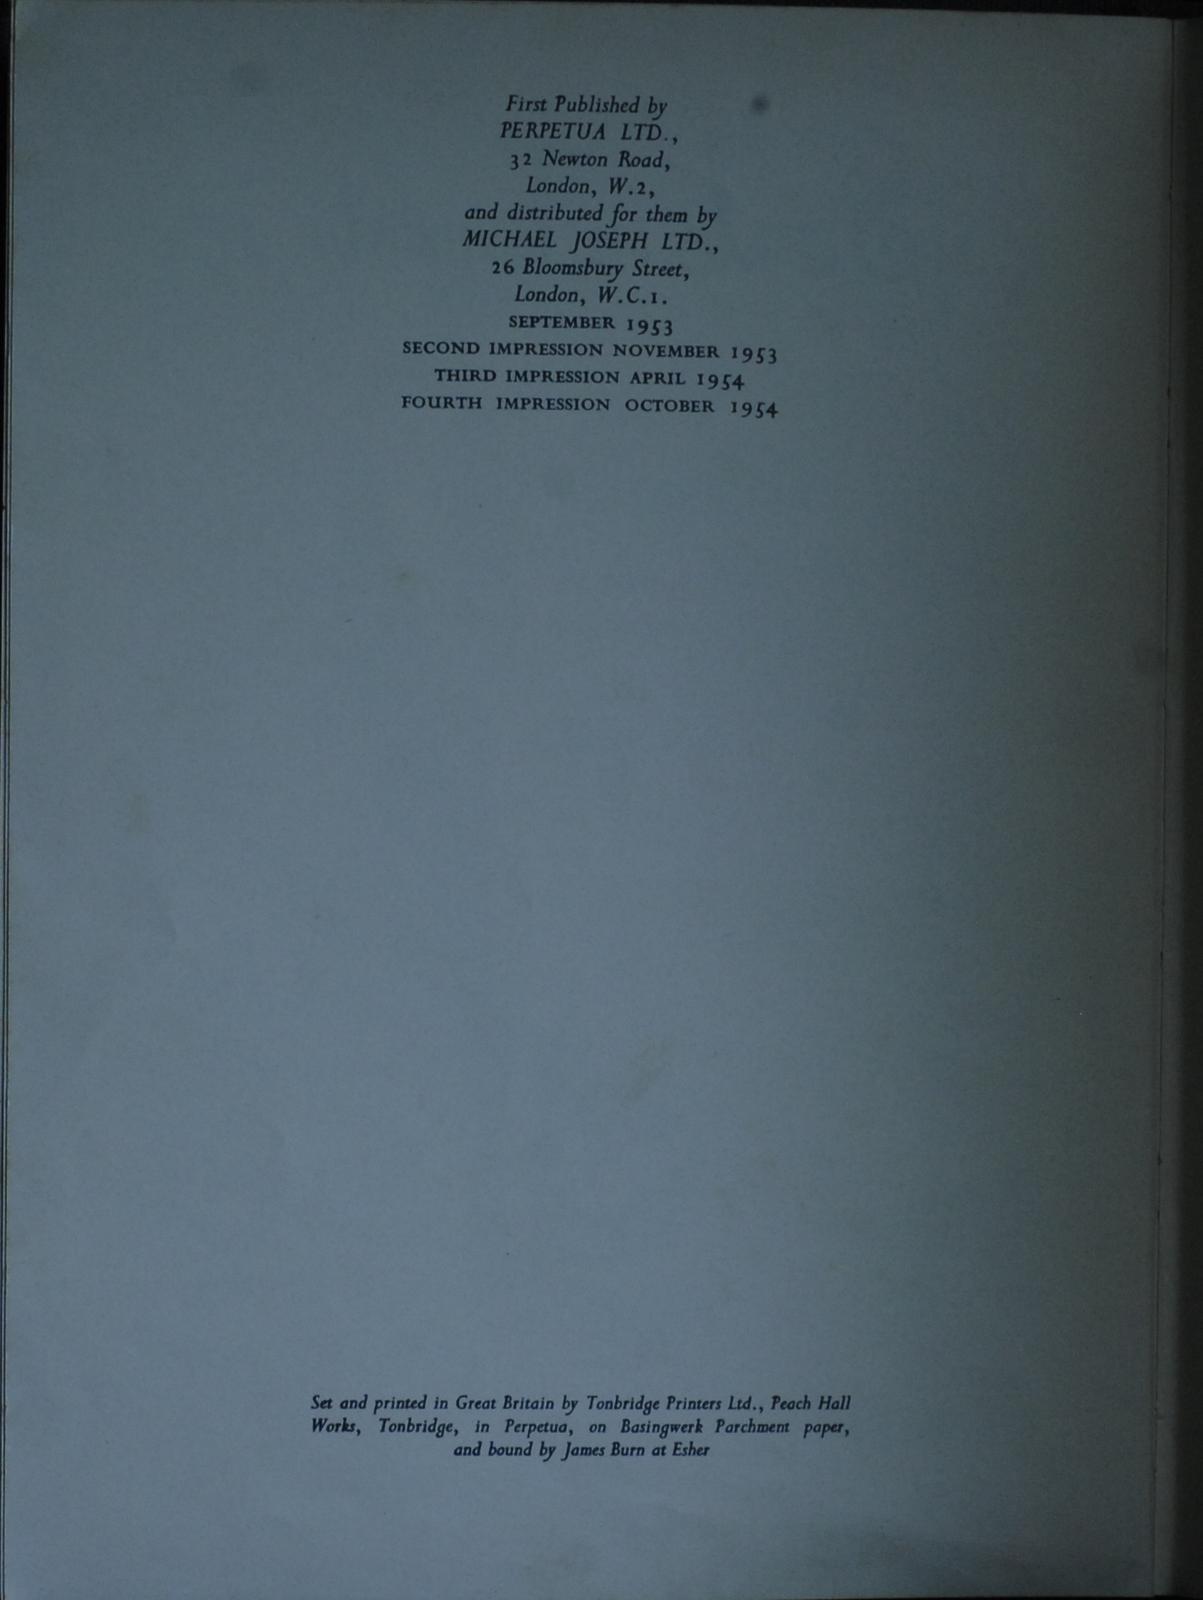 First Published by
PERPETUA LTD.,
32 Newton Road,
London, W.2,
and distributed for them by
MICHAEL JOSEPH LTD.,
26 Bloomsbury Street,
London, W.C.1.
SEPTEMBER 1953
SECOND IMPRESSION NOVEMBER 1953
THIRD IMPRESSION APRIL 1954
FOURTH IMPRESSION OCTOBER 1954
Set and printed in Great Britain by Tonbridge Printers Ltd., Peach Hall
Works, Tonbridge, in Perpetua, on Basingwerk Parchment paper,
and bound by James Burn at Esher